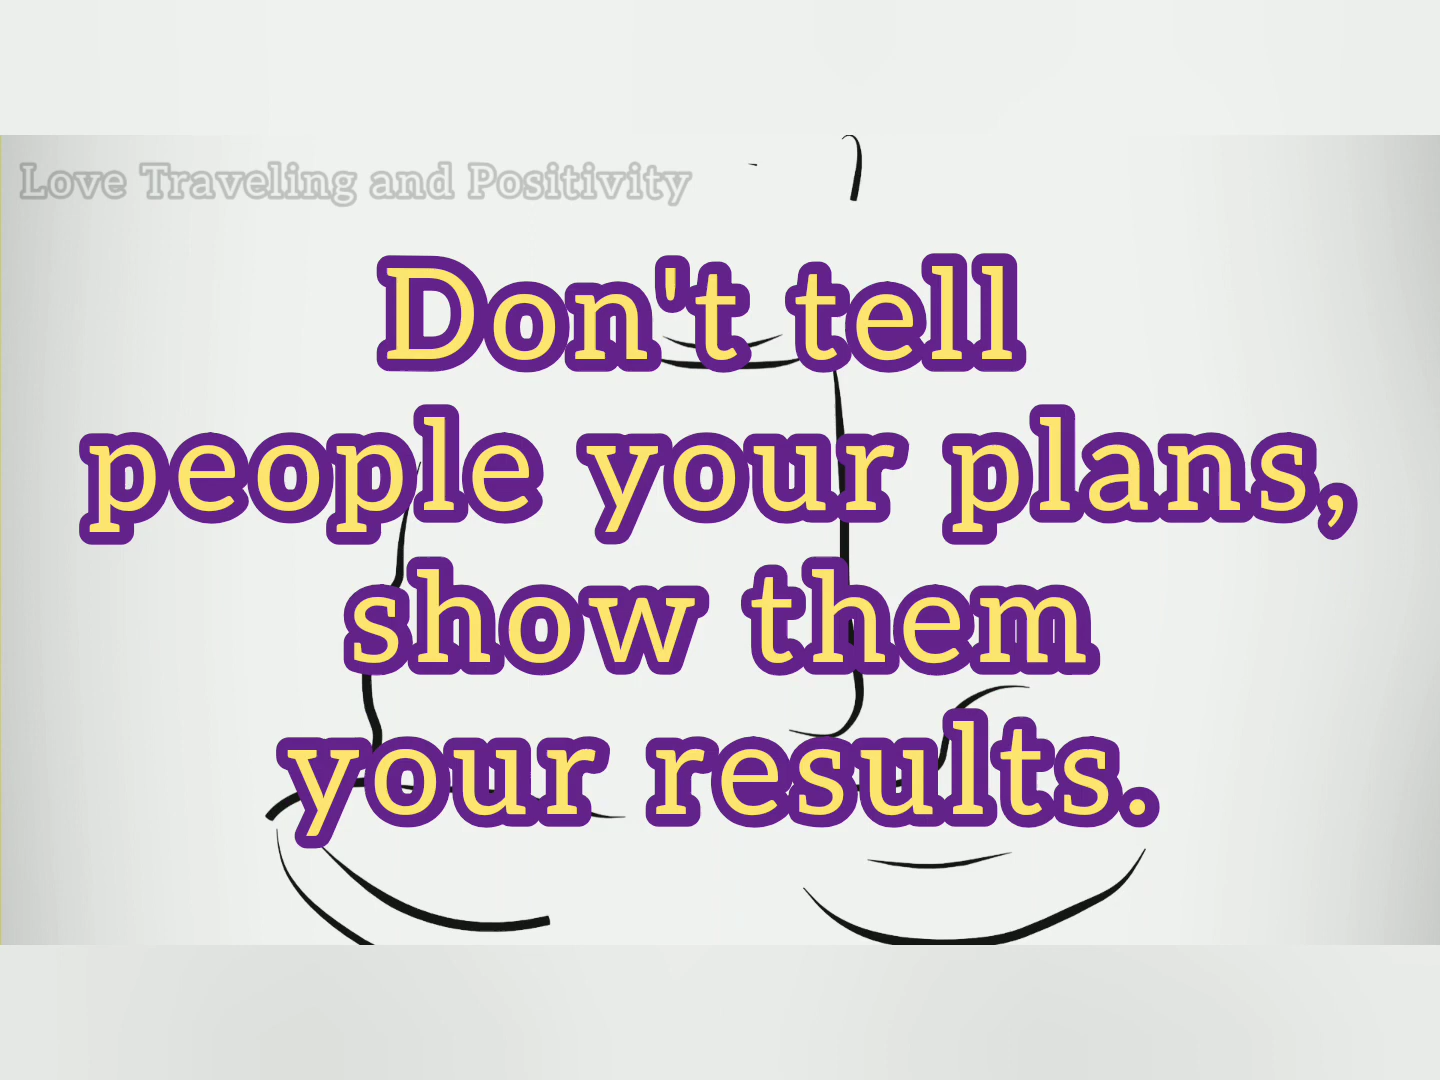 Love Traveling and Positivity
Don't tell
people your plans,
show them
your results.